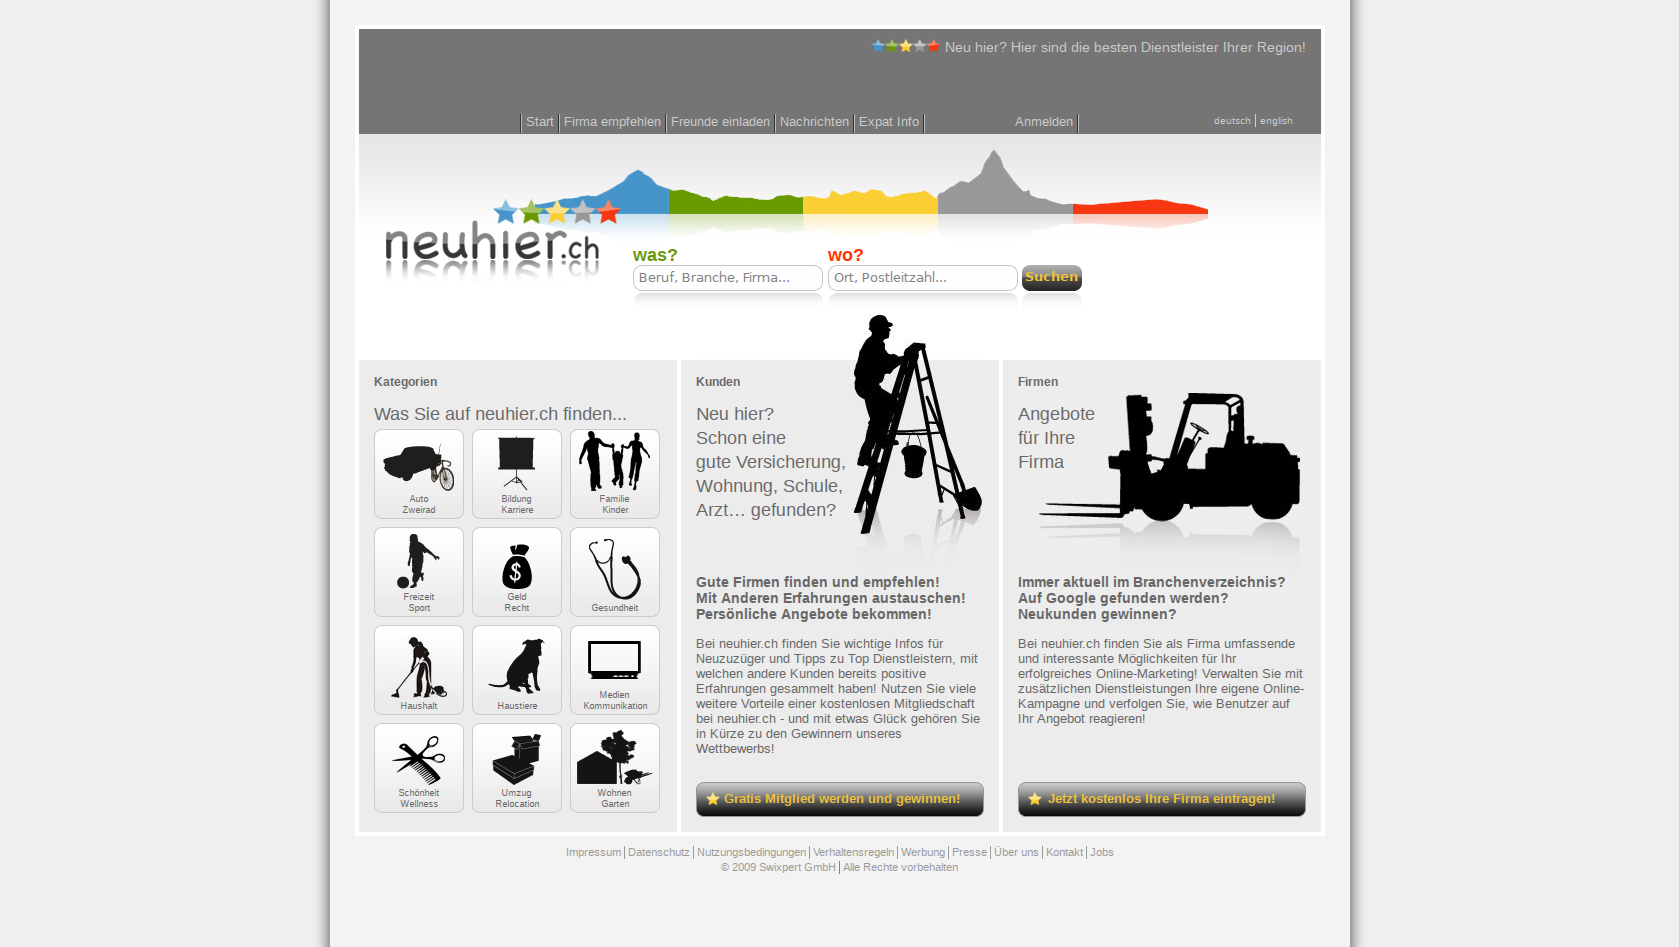 Neu hier? Hier sind die besten Dienstleister Ihrer Region!
Start Firma empfehlen Freunde einladen Nachrichten Expat Info Anmelden deutsch english
neuhier.ch
was? wo?
Beruf, Branche, Firma... Ort, Postleitzahl... Suchen
Kategorien
Was Sie auf neuhier.ch finden...
Auto
Zweirad
Bildung
Karriere
Familie
Kinder
Freizeit
Sport
Geld
Recht
Gesundheit
Haushalt
Haustiere
Medien
Kommunikation
Schönheit
Wellness
Umzug
Relocation
Wohnen
Garten
Kunden
Neu hier?
Schon eine
gute Versicherung,
Wohnung, Schule,
Arzt… gefunden?
Gute Firmen finden und empfehlen!
Mit Anderen Erfahrungen austauschen!
Persönliche Angebote bekommen!
Bei neuhier.ch finden Sie wichtige Infos für
Neuzuzüger und Tipps zu Top Dienstleistern, mit
welchen andere Kunden bereits positive
Erfahrungen gesammelt haben! Nutzen Sie viele
weitere Vorteile einer kostenlosen Mitgliedschaft
bei neuhier.ch - und mit etwas Glück gehören Sie
in Kürze zu den Gewinnern unseres
Wettbewerbs!
Gratis Mitglied werden und gewinnen!
Firmen
Angebote
für Ihre
Firma
Immer aktuell im Branchenverzeichnis?
Auf Google gefunden werden?
Neukunden gewinnen?
Bei neuhier.ch finden Sie als Firma umfassende
und interessante Möglichkeiten für Ihr
erfolgreiches Online-Marketing! Verwalten Sie mit
zusätzlichen Dienstleistungen Ihre eigene Online-
Kampagne und verfolgen Sie, wie Benutzer auf
Ihr Angebot reagieren!
Jetzt kostenlos Ihre Firma eintragen!
Impressum Datenschutz Nutzungsbedingungen Verhaltensregeln Werbung Presse Über uns Kontakt Jobs
© 2009 Swixpert GmbH Alle Rechte vorbehalten